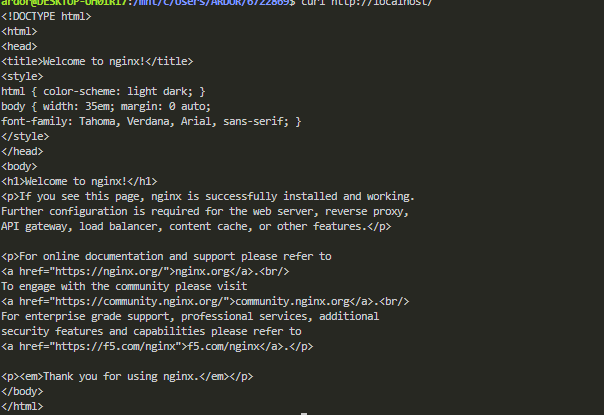 ardor@DESKTOP-UH01RI7:/mnt/c/Users/ARDOR/6722869$ curl http://localhost/
<!DOCTYPE html>
<html>
<head>
<title>Welcome to nginx!</title>
<style>
html { color-scheme: light dark; }
body { width: 35em; margin: 0 auto;
font-family: Tahoma, Verdana, Arial, sans-serif; }
</style>
</head>
<body>
<h1>Welcome to nginx!</h1>
<p>If you see this page, nginx is successfully installed and working.
Further configuration is required for the web server, reverse proxy,
API gateway, load balancer, content cache, or other features.</p>

<p>For online documentation and support please refer to
<a href="https://nginx.org/">nginx.org</a>.<br/>
To engage with the community please visit
<a href="https://community.nginx.org/">community.nginx.org</a>.<br/>
For enterprise grade support, professional services, additional
security features and capabilities please refer to
<a href="https://f5.com/nginx">f5.com/nginx</a>.</p>

<p><em>Thank you for using nginx.</em></p>
</body>
</html>